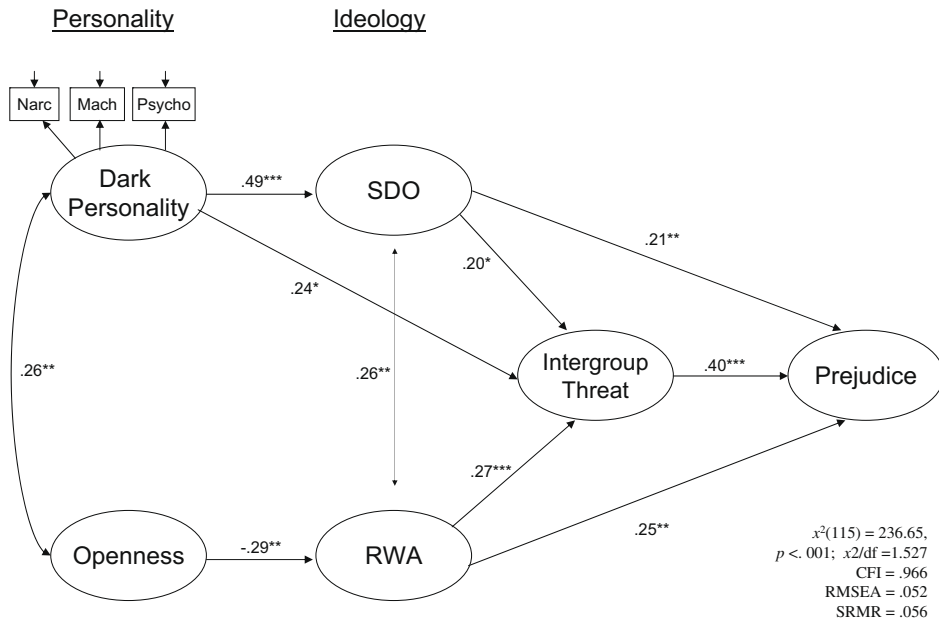 Personality
Ideology
Narc
Mach
Psycho
Dark
Personality
.49***
SDO
.21**
.20*
.24*
.26**
.26**
Intergroup
Threat
.40***
Prejudice
.27***
.25**
Openness
-.29**
RWA
x²(115) = 236.65,
p <. 001; x2/df =1.527
CFI = .966
RMSEA = .052
SRMR = .056